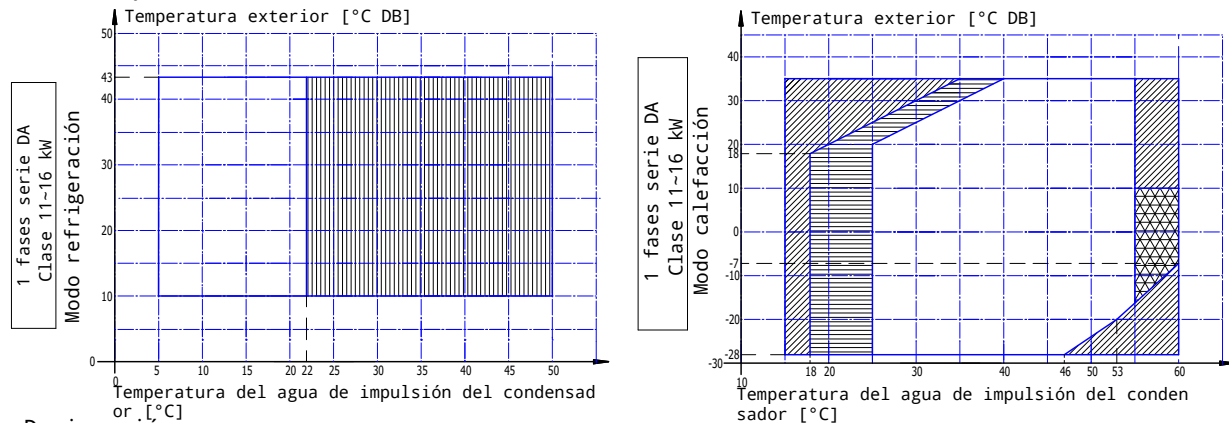 Temperatura exterior [°C DB]
50
43
40
30
20
10
0
0 5 10 15 20 22 25 30 35 40 45 50
Temperatura del agua de impulsión del condensad
or [°C]
1 fases serie DA
Clase 11~16 kW
Modo refrigeración
Temperatura exterior [°C DB]
40
30
20
18
10
0
-7
-10
-20
-28
-30
10 18 20 30 40 46 50 53 60
Temperatura del agua de impulsión del conden
sador [°C]
1 fases serie DA
Clase 11~16 kW
Modo calefacción